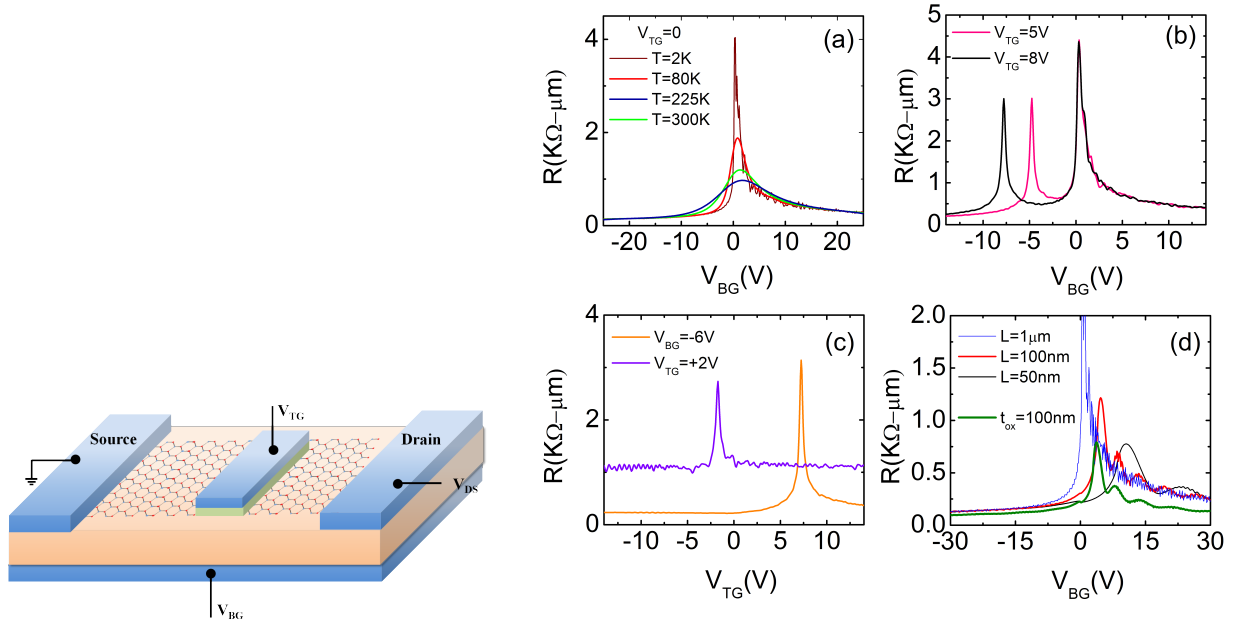 V_TG
Source
Drain
V_DS
V_BG
(a)
V_TG=0
T=2K
T=80K
T=225K
T=300K
4
2
0
R(KΩ−μm)
-20 -10 0 10 20
V_BG(V)
(b)
V_TG=5V
V_TG=8V
5
4
3
2
1
0
R(KΩ−μm)
-10 -5 0 5 10
V_BG(V)
(c)
V_BG=-6V
V_TG=+2V
4
2
0
R(KΩ−μm)
-10 -5 0 5 10
V_TG(V)
(d)
L=1μm
L=100nm
L=50nm
t_ox=100nm
2.0
1.5
1.0
0.5
0.0
R(KΩ−μm)
-30 -15 0 15 30
V_BG(V)